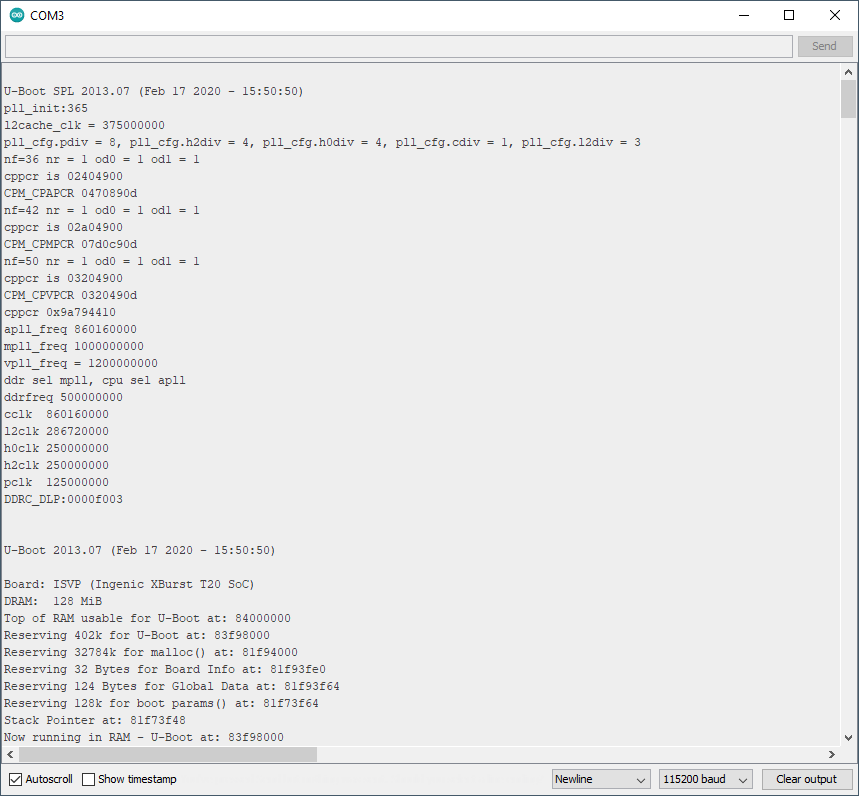 COM3
Send
U-Boot SPL 2013.07 (Feb 17 2020 - 15:50:50)
pll_init:365
l2cache_clk = 375000000
pll_cfg.pdiv = 8, pll_cfg.h2div = 4, pll_cfg.h0div = 4, pll_cfg.cdiv = 1, pll_cfg.l2div = 3
nf=36 nr = 1 od0 = 1 od1 = 1
cppcr is 02404900
CPM_CPAPCR 0470890d
nf=42 nr = 1 od0 = 1 od1 = 1
cppcr is 02a04900
CPM_CPMPCR 07d0c90d
nf=50 nr = 1 od0 = 1 od1 = 1
cppcr is 03204900
CPM_CPVPCR 0320490d
cppcr 0x9a794410
apll_freq 860160000
mpll_freq 1000000000
vpll_freq = 1200000000
ddr sel mpll, cpu sel apll
ddrfreq 500000000
cclk  860160000
l2clk 286720000
h0clk 250000000
h2clk 250000000
pclk  125000000
DDRC_DLP:0000f003
U-Boot 2013.07 (Feb 17 2020 - 15:50:50)
Board: ISVP (Ingenic XBurst T20 SoC)
DRAM:  128 MiB
Top of RAM usable for U-Boot at: 84000000
Reserving 402k for U-Boot at: 83f98000
Reserving 32784k for malloc() at: 81f94000
Reserving 32 Bytes for Board Info at: 81f93fe0
Reserving 124 Bytes for Global Data at: 81f93f64
Reserving 128k for boot params() at: 81f73f64
Stack Pointer at: 81f73f48
Now running in RAM - U-Boot at: 83f98000
Autoscroll Show timestamp Newline 115200 baud Clear output